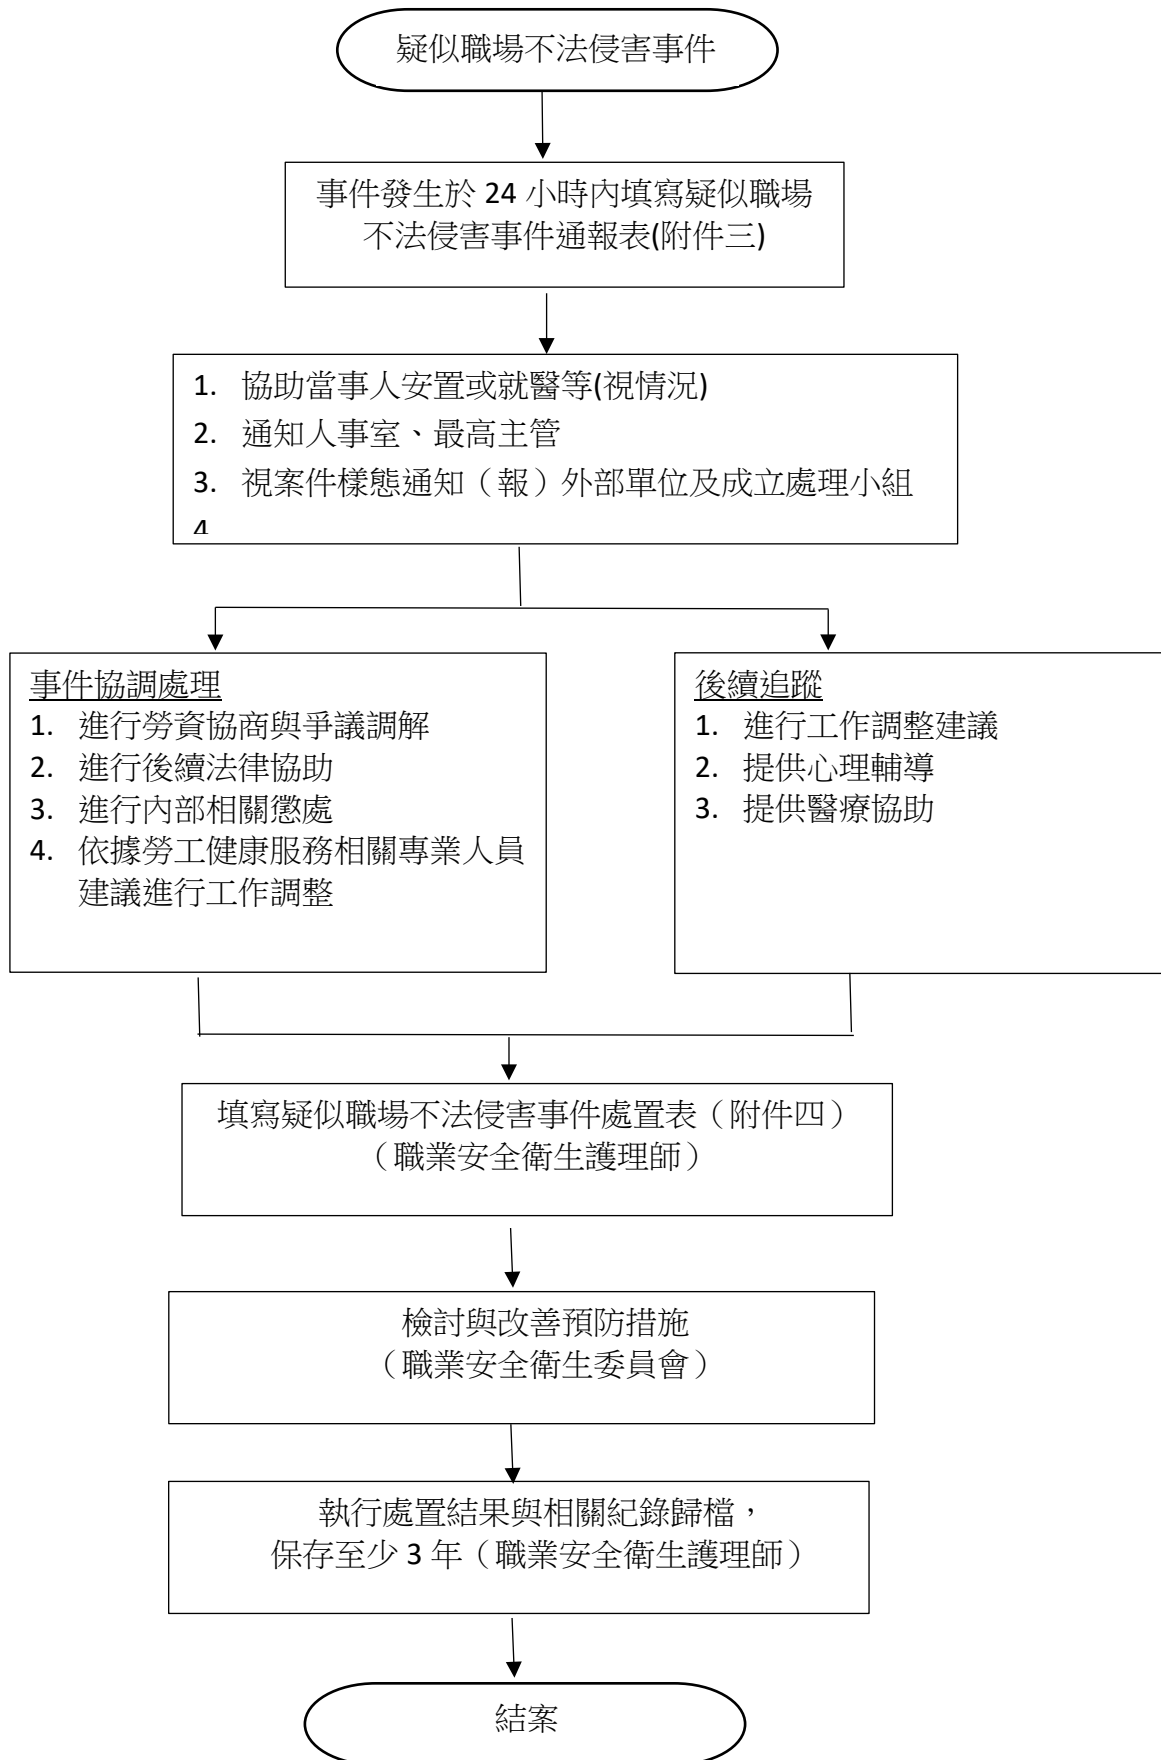 疑似職場不法侵害事件
事件發生於 24 小時內填寫疑似職場
不法侵害事件通報表(附件三)
1. 協助當事人安置或就醫等(視情況)
2. 通知人事室、最高主管
3. 視案件樣態通知（報）外部單位及成立處理小組
4
事件協調處理
1. 進行勞資協商與爭議調解
2. 進行後續法律協助
3. 進行內部相關懲處
4. 依據勞工健康服務相關專業人員
建議進行工作調整
後續追蹤
1. 進行工作調整建議
2. 提供心理輔導
3. 提供醫療協助
填寫疑似職場不法侵害事件處置表（附件四）
（職業安全衛生護理師）
檢討與改善預防措施
（職業安全衛生委員會）
執行處置結果與相關紀錄歸檔，
保存至少 3 年（職業安全衛生護理師）
結案